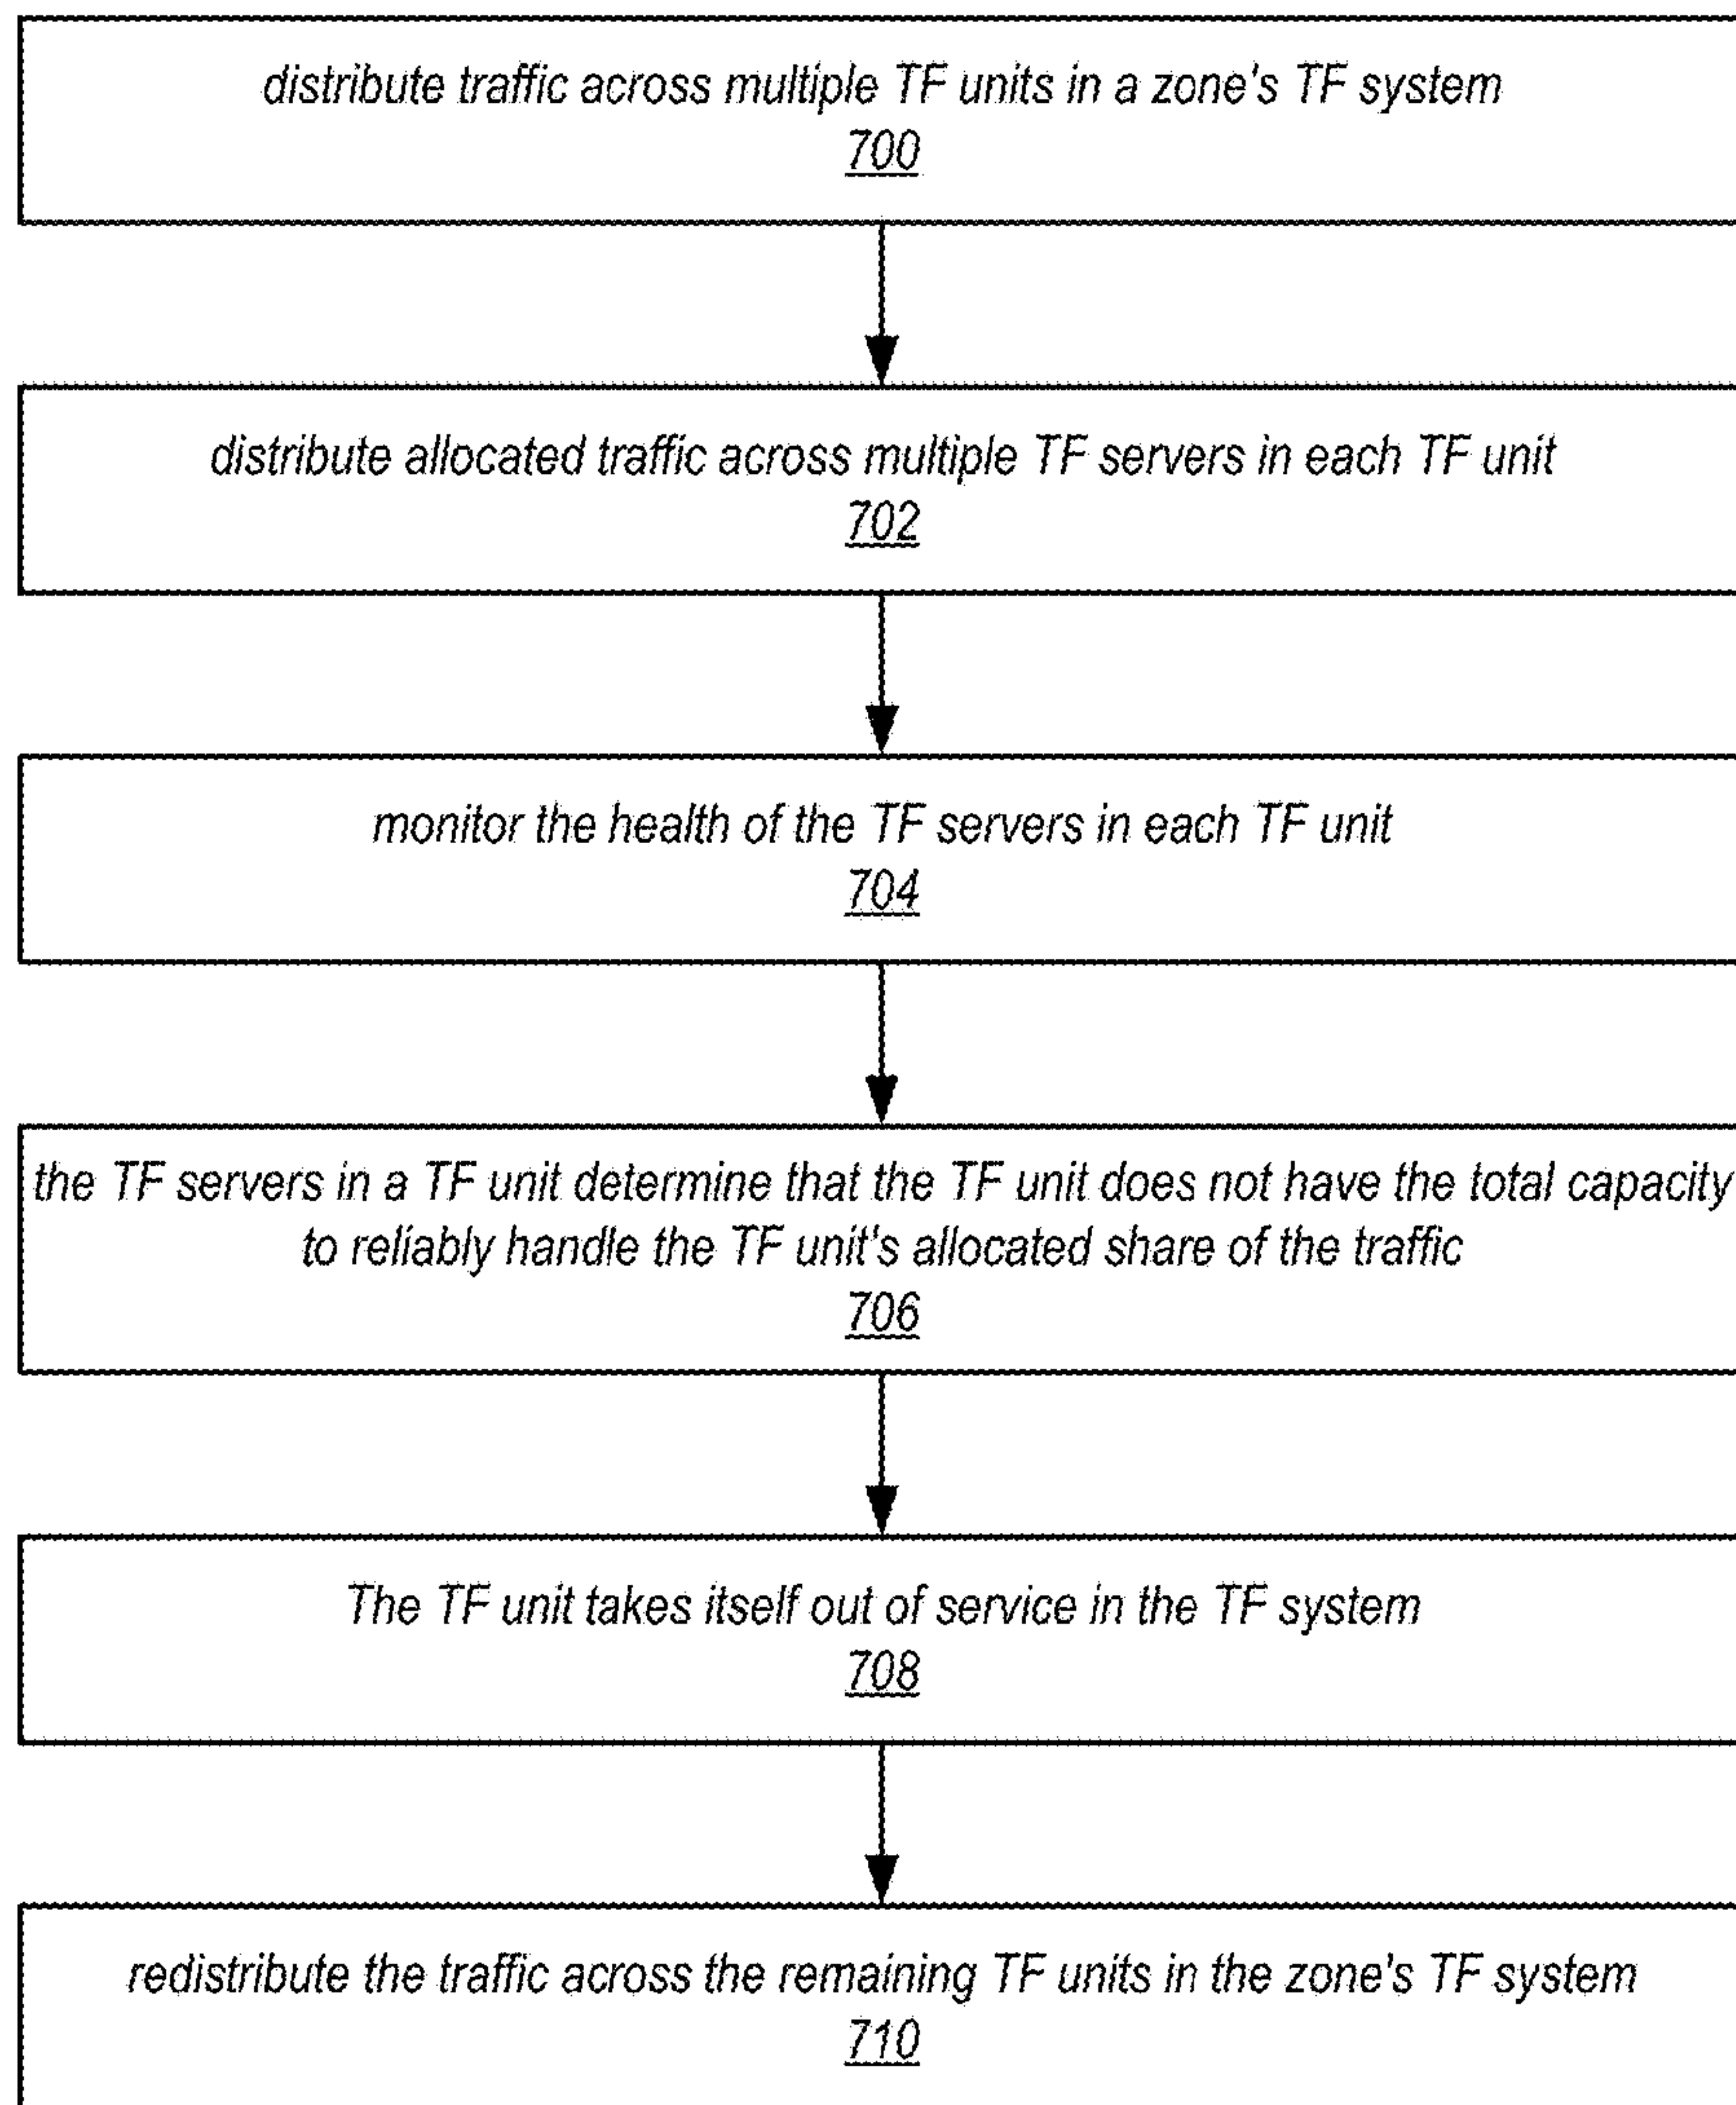 distribute traffic across multiple TF units in a zone's TF system
700
distribute allocated traffic across multiple TF servers in each TF unit
702
monitor the health of the TF servers in each TF unit
704
the TF servers in a TF unit determine that the TF unit does not have the total capacity
to reliably handle the TF unit's allocated share of the traffic
706
The TF unit takes itself out of service in the TF system
708
redistribute the traffic across the remaining TF units in the zone's TF system
710